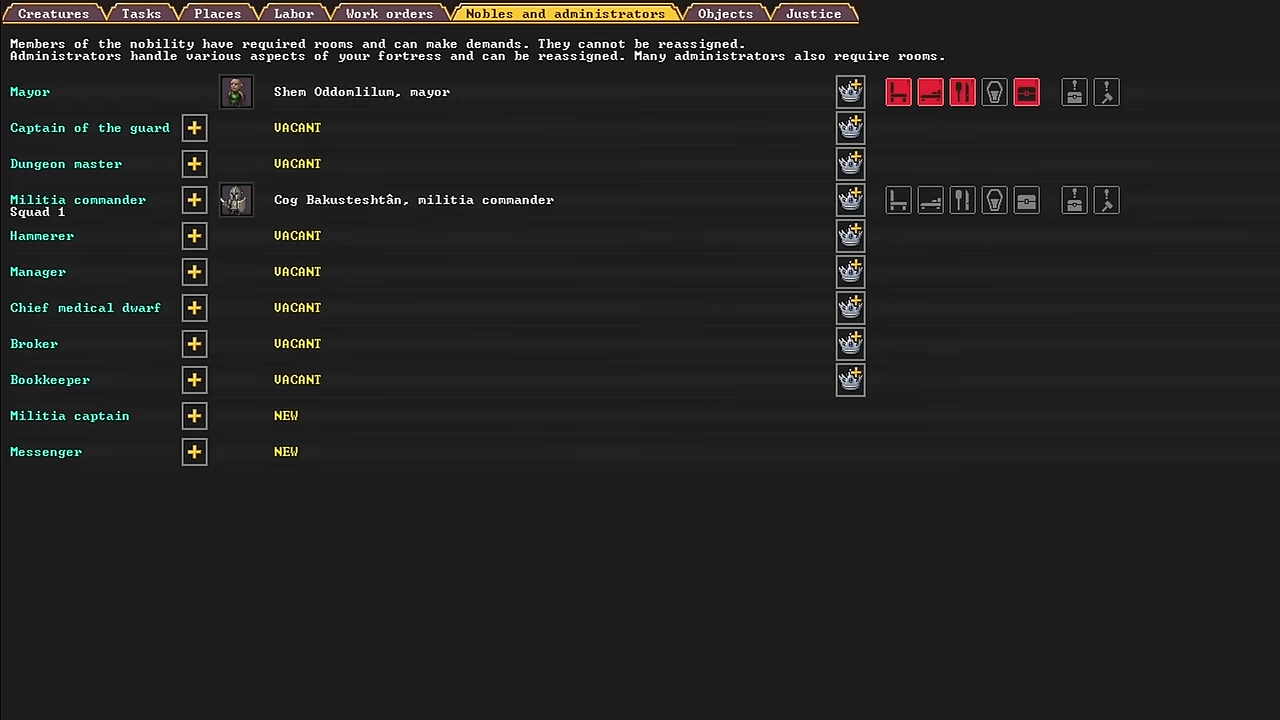 Creatures Tasks Places Labor Work orders Nobles and administrators Objects Justice
Members of the nobility have required rooms and can make demands. They cannot be reassigned.
Administrators handle various aspects of your fortress and can be reassigned. Many administrators also require rooms.
Mayor Shem Oddomlilum, mayor
Captain of the guard VACANT
Dungeon master VACANT
Militia commander Cog Bakusteshtân, militia commander
Squad 1
Hammerer VACANT
Manager VACANT
Chief medical dwarf VACANT
Broker VACANT
Bookkeeper VACANT
Militia captain NEW
Messenger NEW